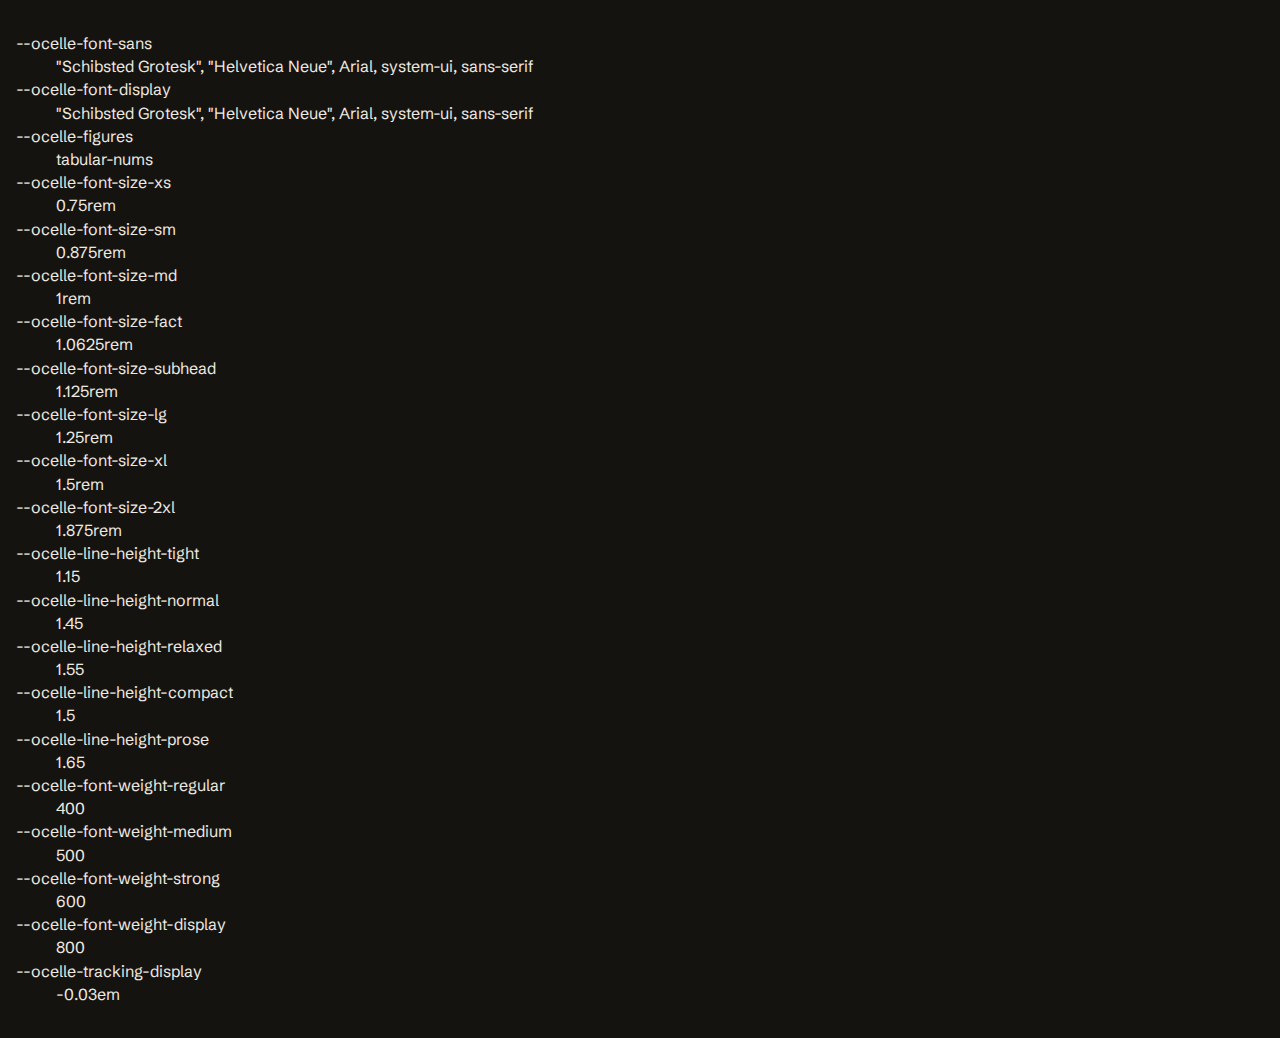 --ocelle-font-sans
"Schibsted Grotesk", "Helvetica Neue", Arial, system-ui, sans-serif
--ocelle-font-display
"Schibsted Grotesk", "Helvetica Neue", Arial, system-ui, sans-serif
--ocelle-figures
tabular-nums
--ocelle-font-size-xs
0.75rem
--ocelle-font-size-sm
0.875rem
--ocelle-font-size-md
1rem
--ocelle-font-size-fact
1.0625rem
--ocelle-font-size-subhead
1.125rem
--ocelle-font-size-lg
1.25rem
--ocelle-font-size-xl
1.5rem
--ocelle-font-size-2xl
1.875rem
--ocelle-line-height-tight
1.15
--ocelle-line-height-normal
1.45
--ocelle-line-height-relaxed
1.55
--ocelle-line-height-compact
1.5
--ocelle-line-height-prose
1.65
--ocelle-font-weight-regular
400
--ocelle-font-weight-medium
500
--ocelle-font-weight-strong
600
--ocelle-font-weight-display
800
--ocelle-tracking-display
-0.03em